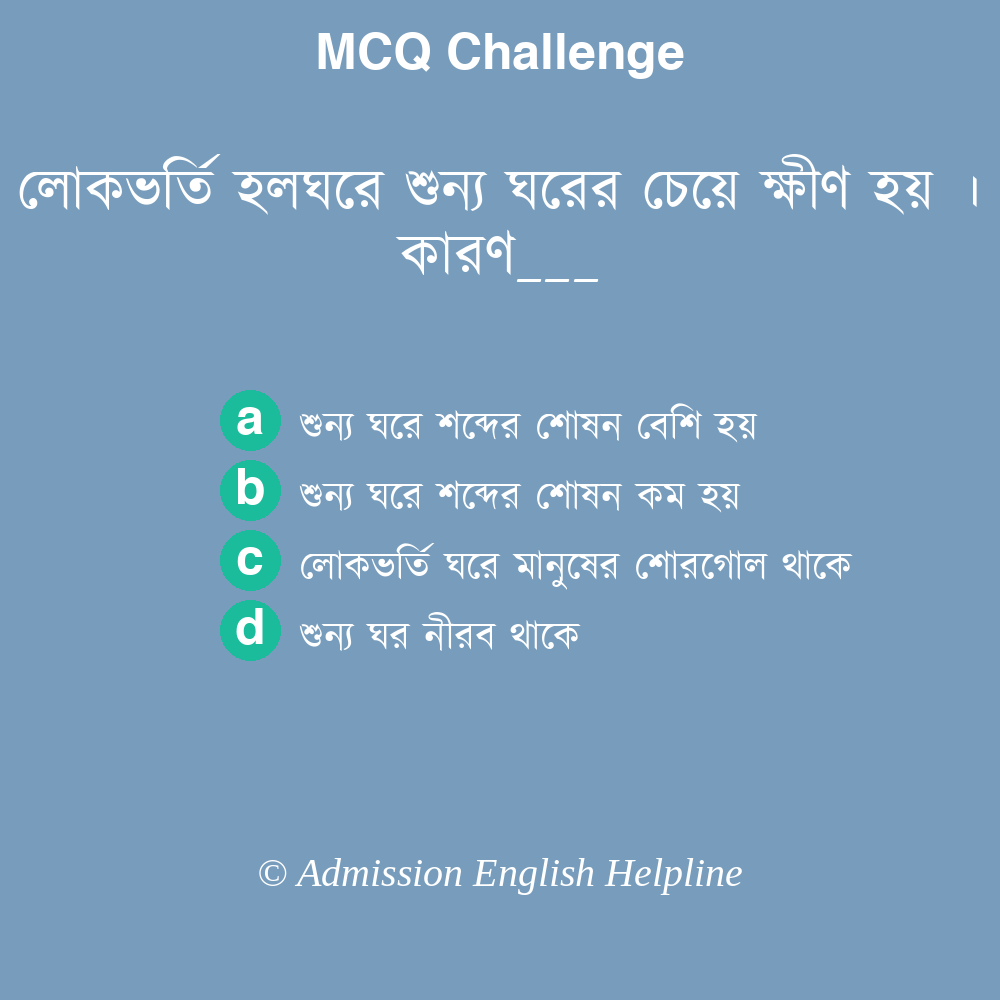 MCQ Challenge
লোকভর্তি হলঘরে শুন্য ঘরের চেয়ে ক্ষীণ হয় ।
কারণ___
a শুন্য ঘরে শব্দের শোষন বেশি হয়
b শুন্য ঘরে শব্দের শোষন কম হয়
c লোকভর্তি ঘরে মানুষের শোরগোল থাকে
d শুন্য ঘর নীরব থাকে
© Admission English Helpline